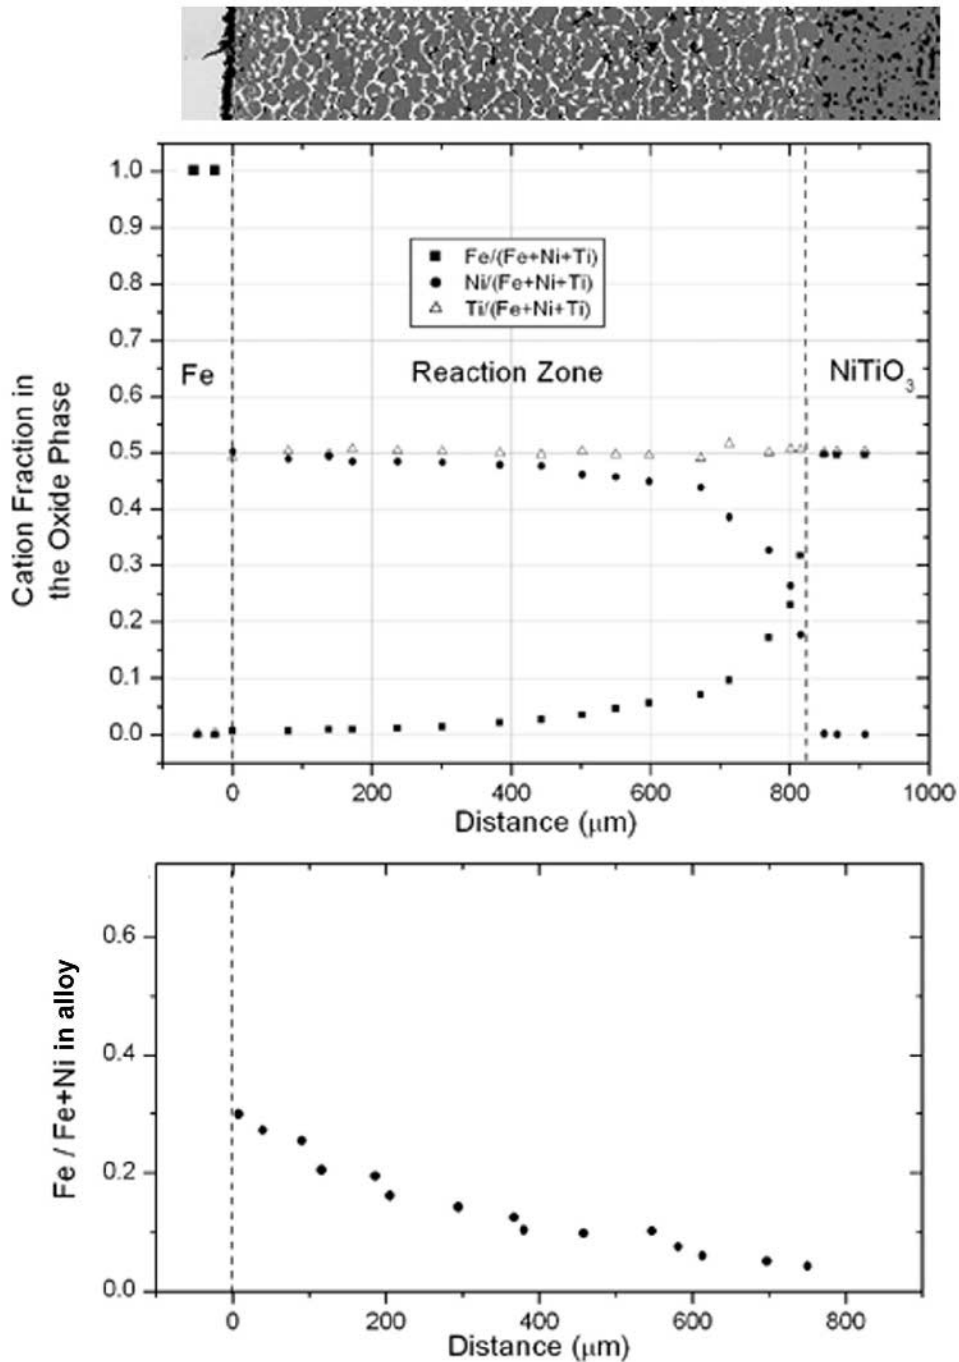 1.0
0.9
0.8
0.7
0.6
0.5
0.4
0.3
0.2
0.1
0.0
Cation Fraction in
the Oxide Phase
Fe/(Fe+Ni+Ti)
Ni/(Fe+Ni+Ti)
Ti/(Fe+Ni+Ti)
Fe
Reaction Zone
NiTiO3
0 200 400 600 800 1000
Distance (μm)
0.6
0.4
0.2
0.0
Fe / Fe+Ni in alloy
0 200 400 600 800
Distance (μm)